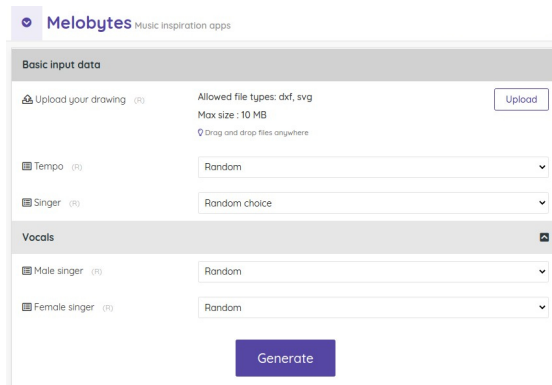 Melobytes Music inspiration apps
Basic input data
Upload your drawing (R)
Allowed file types: dxf, svg
Max size : 10 MB
Drag and drop files anywhere
Upload
Tempo (R)
Random
Singer (R)
Random choice
Vocals
Male singer (R)
Random
Female singer (R)
Random
Generate